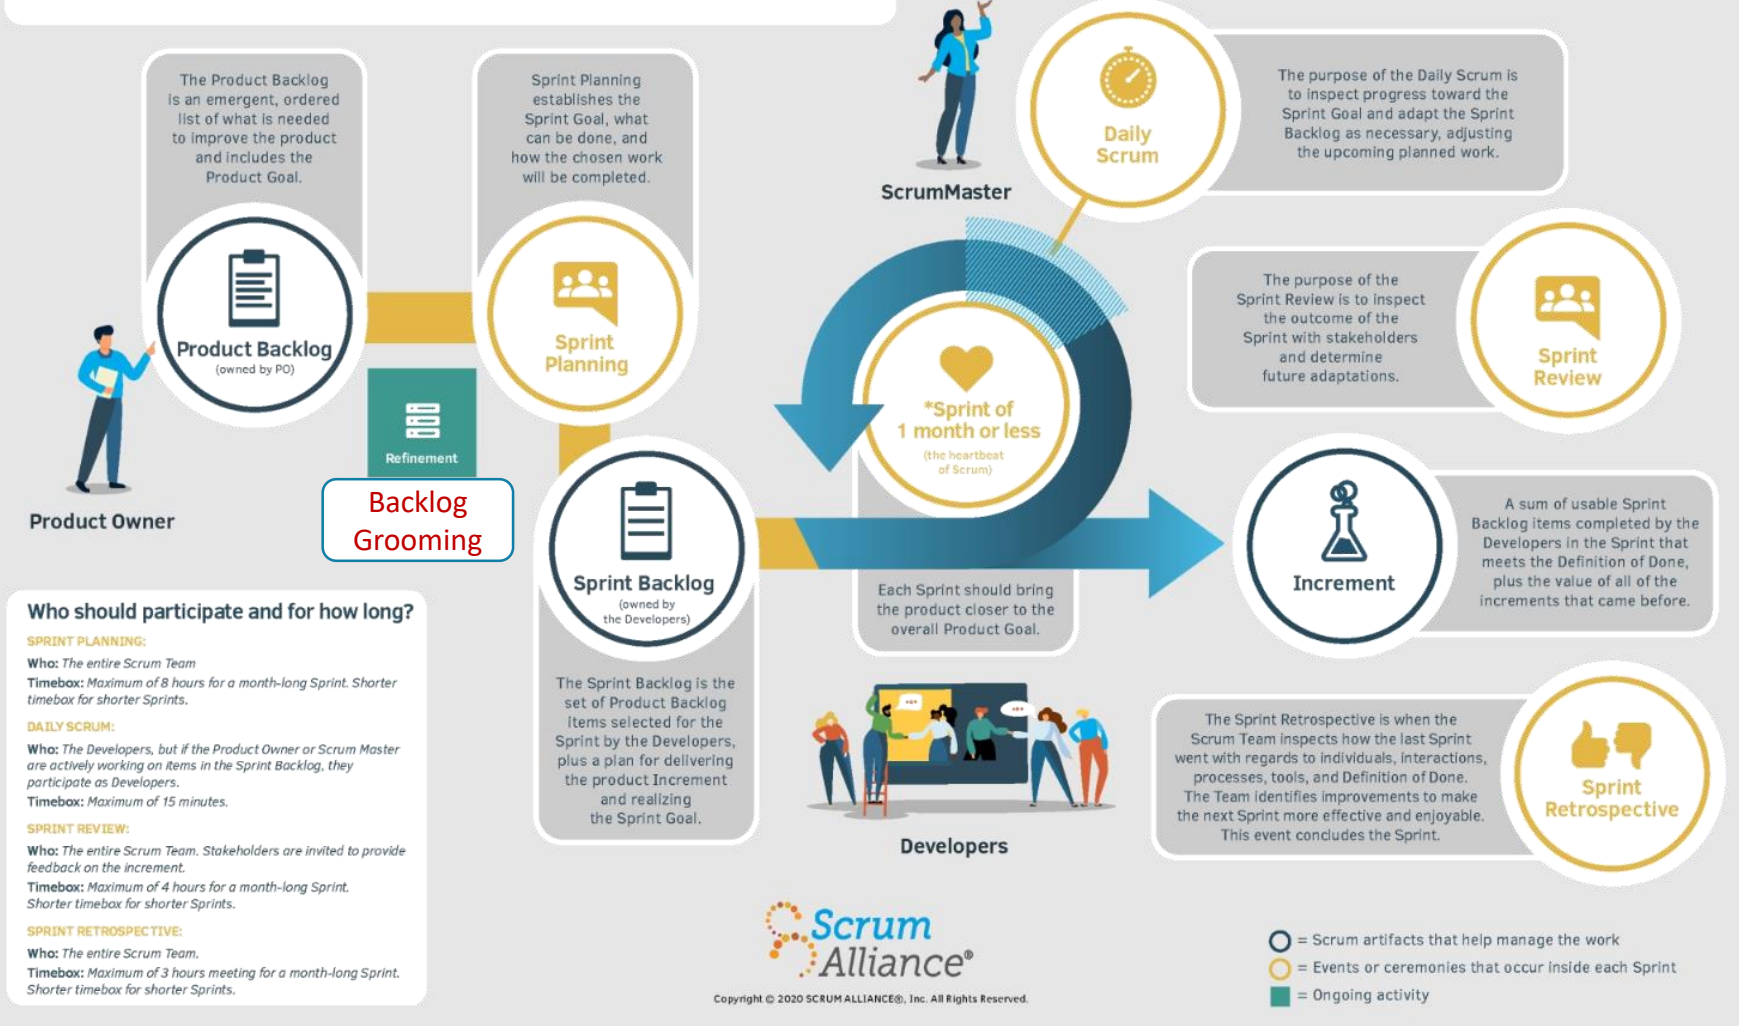 The Product Backlog
is an emergent, ordered
list of what is needed
to improve the product
and includes the
Product Goal.
Product Backlog
(owned by PO)
Product Owner
Refinement
Backlog
Grooming
Sprint Planning
establishes the
Sprint Goal, what
can be done, and
how the chosen work
will be completed.
Sprint
Planning
Sprint Backlog
(owned by
the Developers)
The Sprint Backlog is the
set of Product Backlog
items selected for the
Sprint by the Developers,
plus a plan for delivering
the product Increment
and realizing
the Sprint Goal.
ScrumMaster
Daily
Scrum
The purpose of the Daily Scrum is
to inspect progress toward the
Sprint Goal and adapt the Sprint
Backlog as necessary, adjusting
the upcoming planned work.
*Sprint of
1 month or less
(the heartbeat
of Scrum)
Each Sprint should bring
the product closer to the
overall Product Goal.
Developers
The purpose of the
Sprint Review is to inspect
the outcome of the
Sprint with stakeholders
and determine
future adaptations.
Sprint
Review
Increment
A sum of usable Sprint
Backlog items completed by the
Developers in the Sprint that
meets the Definition of Done,
plus the value of all of the
increments that came before.
The Sprint Retrospective is when the
Scrum Team inspects how the last Sprint
went with regards to individuals, interactions,
processes, tools, and Definition of Done.
The Team identifies improvements to make
the next Sprint more effective and enjoyable.
This event concludes the Sprint.
Sprint
Retrospective
Who should participate and for how long?
SPRINT PLANNING:
Who: The entire Scrum Team
Timebox: Maximum of 8 hours for a month-long Sprint. Shorter
timebox for shorter Sprints.
DAILY SCRUM:
Who: The Developers, but if the Product Owner or Scrum Master
are actively working on items in the Sprint Backlog, they
participate as Developers.
Timebox: Maximum of 15 minutes.
SPRINT REVIEW:
Who: The entire Scrum Team. Stakeholders are invited to provide
feedback on the increment.
Timebox: Maximum of 4 hours for a month-long Sprint.
Shorter timebox for shorter Sprints.
SPRINT RETROSPECTIVE:
Who: The entire Scrum Team.
Timebox: Maximum of 3 hours meeting for a month-long Sprint.
Shorter timebox for shorter Sprints.
Scrum
Alliance®
Copyright © 2020 SCRUM ALLIANCE®, Inc. All Rights Reserved.
= Scrum artifacts that help manage the work
= Events or ceremonies that occur inside each Sprint
= Ongoing activity